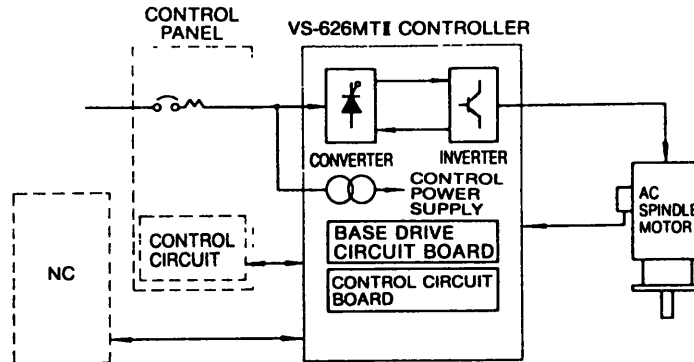 CONTROL
PANEL
VS-626MTII CONTROLLER
CONVERTER
INVERTER
CONTROL
POWER
SUPPLY
BASE DRIVE
CIRCUIT BOARD
CONTROL CIRCUIT
BOARD
CONTROL
CIRCUIT
NC
AC
SPINDLE
MOTOR